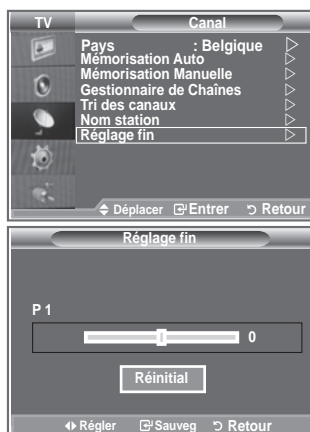 TV Canal
Pays : Belgique
Mémorisation Auto
Mémorisation Manuelle
Gestionnaire de Chaînes
Tri des canaux
Nom station
Réglage fin
Déplacer Entrer Retour
Réglage fin
P 1
0
Réinitial
Régler Sauveg Retour